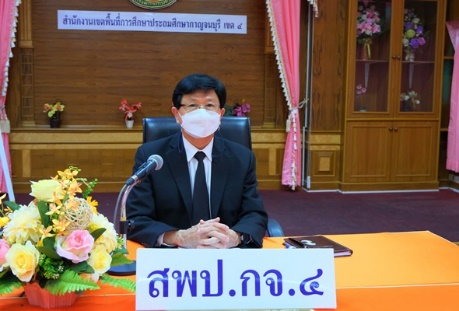 สำนักงานเขตพื้นที่การศึกษาประถมศึกษากาญจนบุรี เขต ๔
สพป.กจ.๔